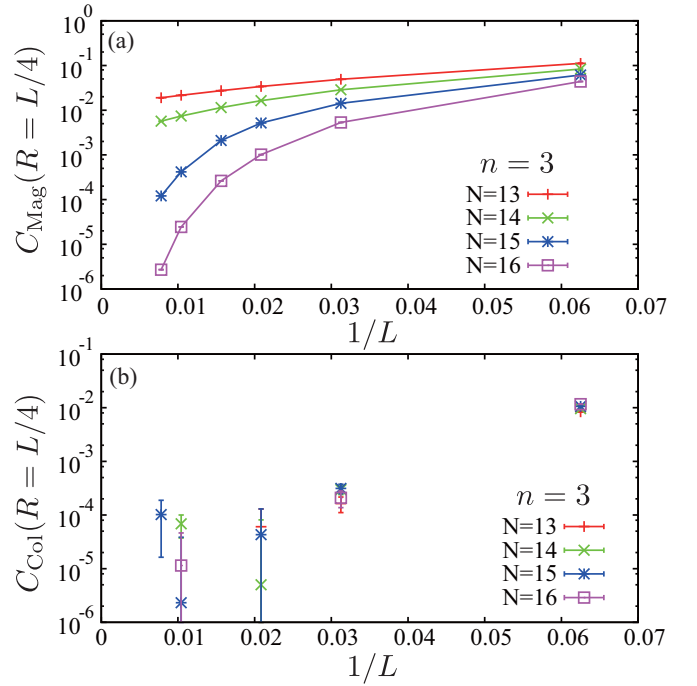 (a)
C_Mag(R = L/4)
10^0
10^-1
10^-2
10^-3
10^-4
10^-5
10^-6
n = 3
N=13
N=14
N=15
N=16
0 0.01 0.02 0.03 0.04 0.05 0.06 0.07
1/L
(b)
C_Col(R = L/4)
10^-1
10^-2
10^-3
10^-4
10^-5
10^-6
n = 3
N=13
N=14
N=15
N=16
0 0.01 0.02 0.03 0.04 0.05 0.06 0.07
1/L